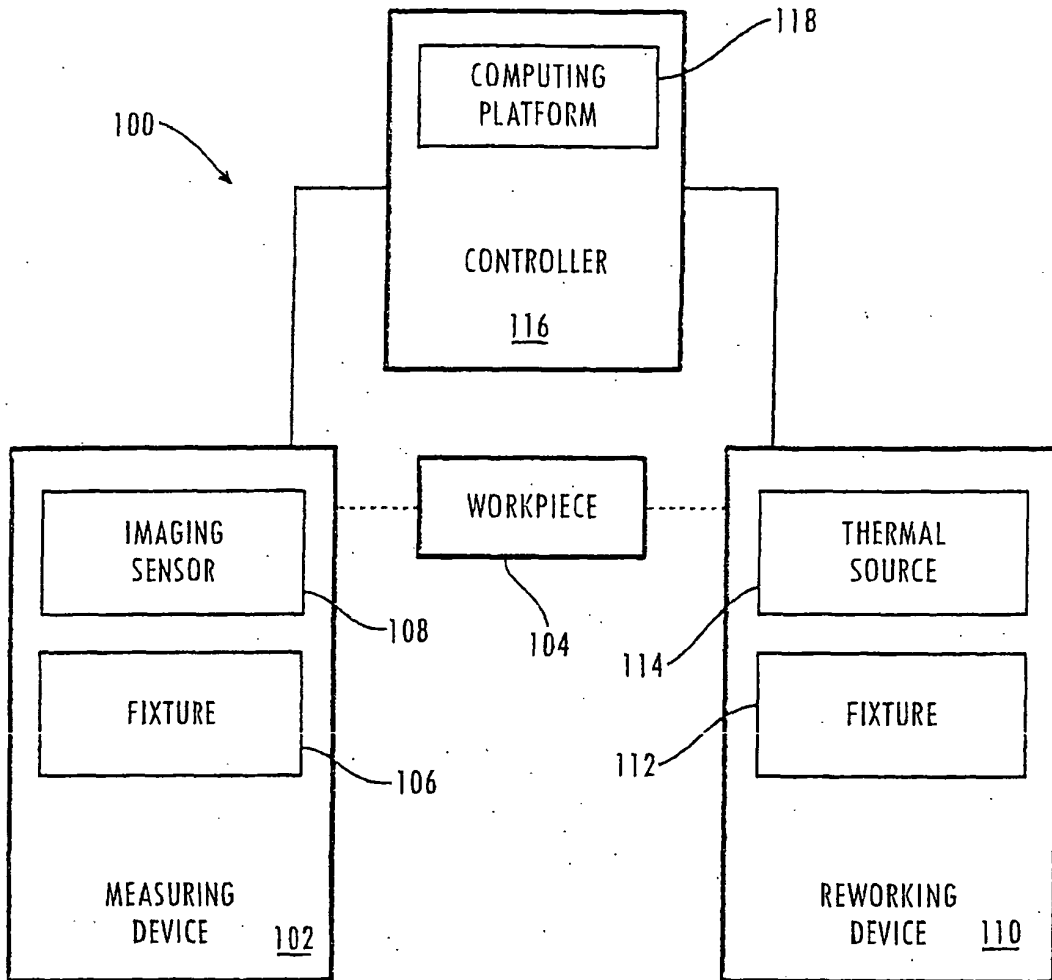 118
COMPUTING
PLATFORM
100
CONTROLLER
116
IMAGING
SENSOR
WORKPIECE
THERMAL
SOURCE
108
104
114
FIXTURE
FIXTURE
106
112
MEASURING
DEVICE
102
REWORKING
DEVICE
110